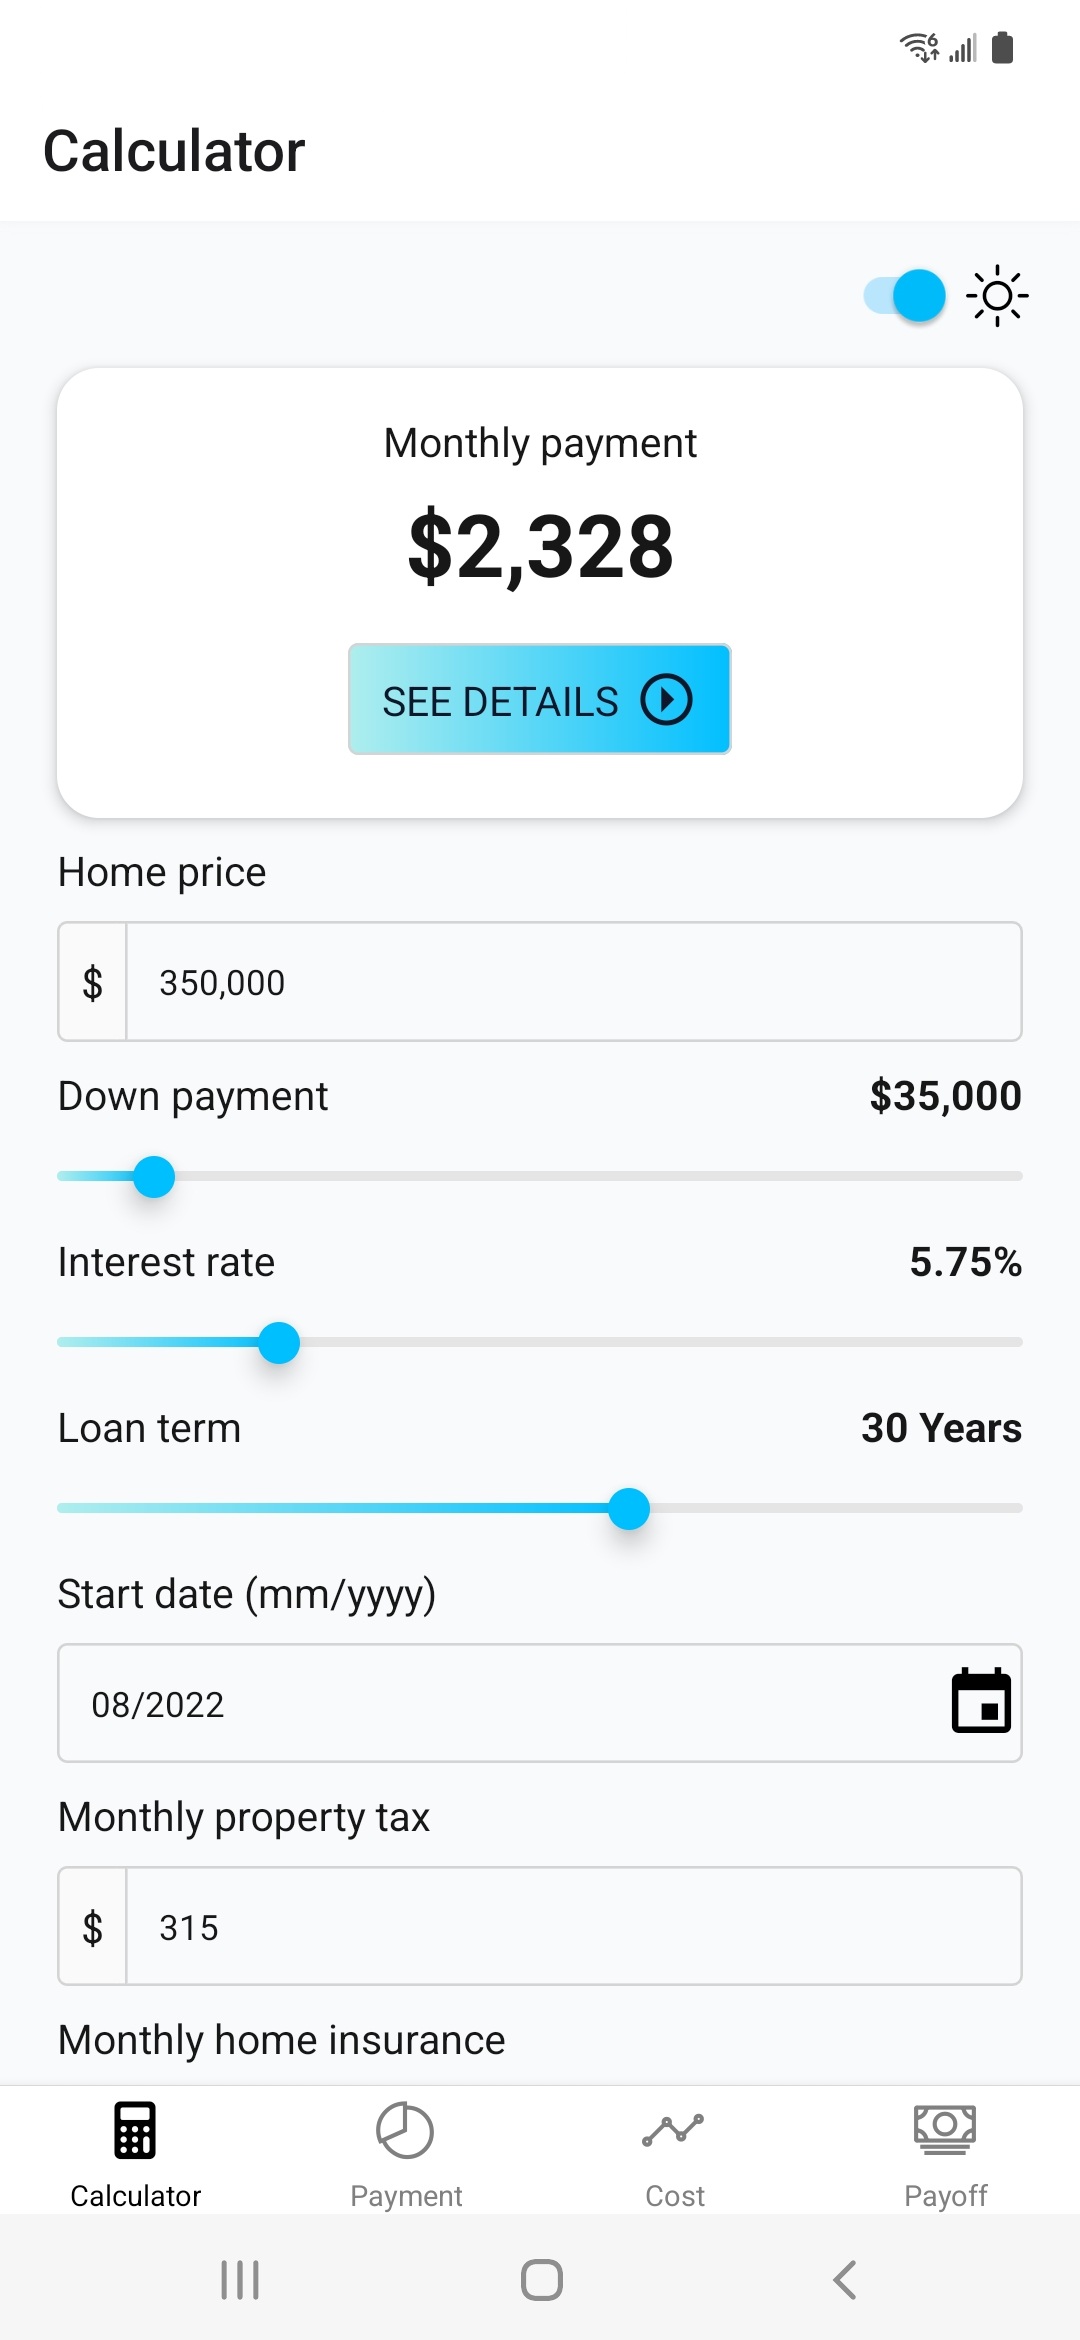 6
Calculator
Monthly payment
$2,328
SEE DETAILS
Home price
$ 350,000
Down payment $35,000
Interest rate 5.75%
Loan term 30 Years
Start date (mm/yyyy)
08/2022
Monthly property tax
$ 315
Monthly home insurance
Calculator Payment Cost Payoff